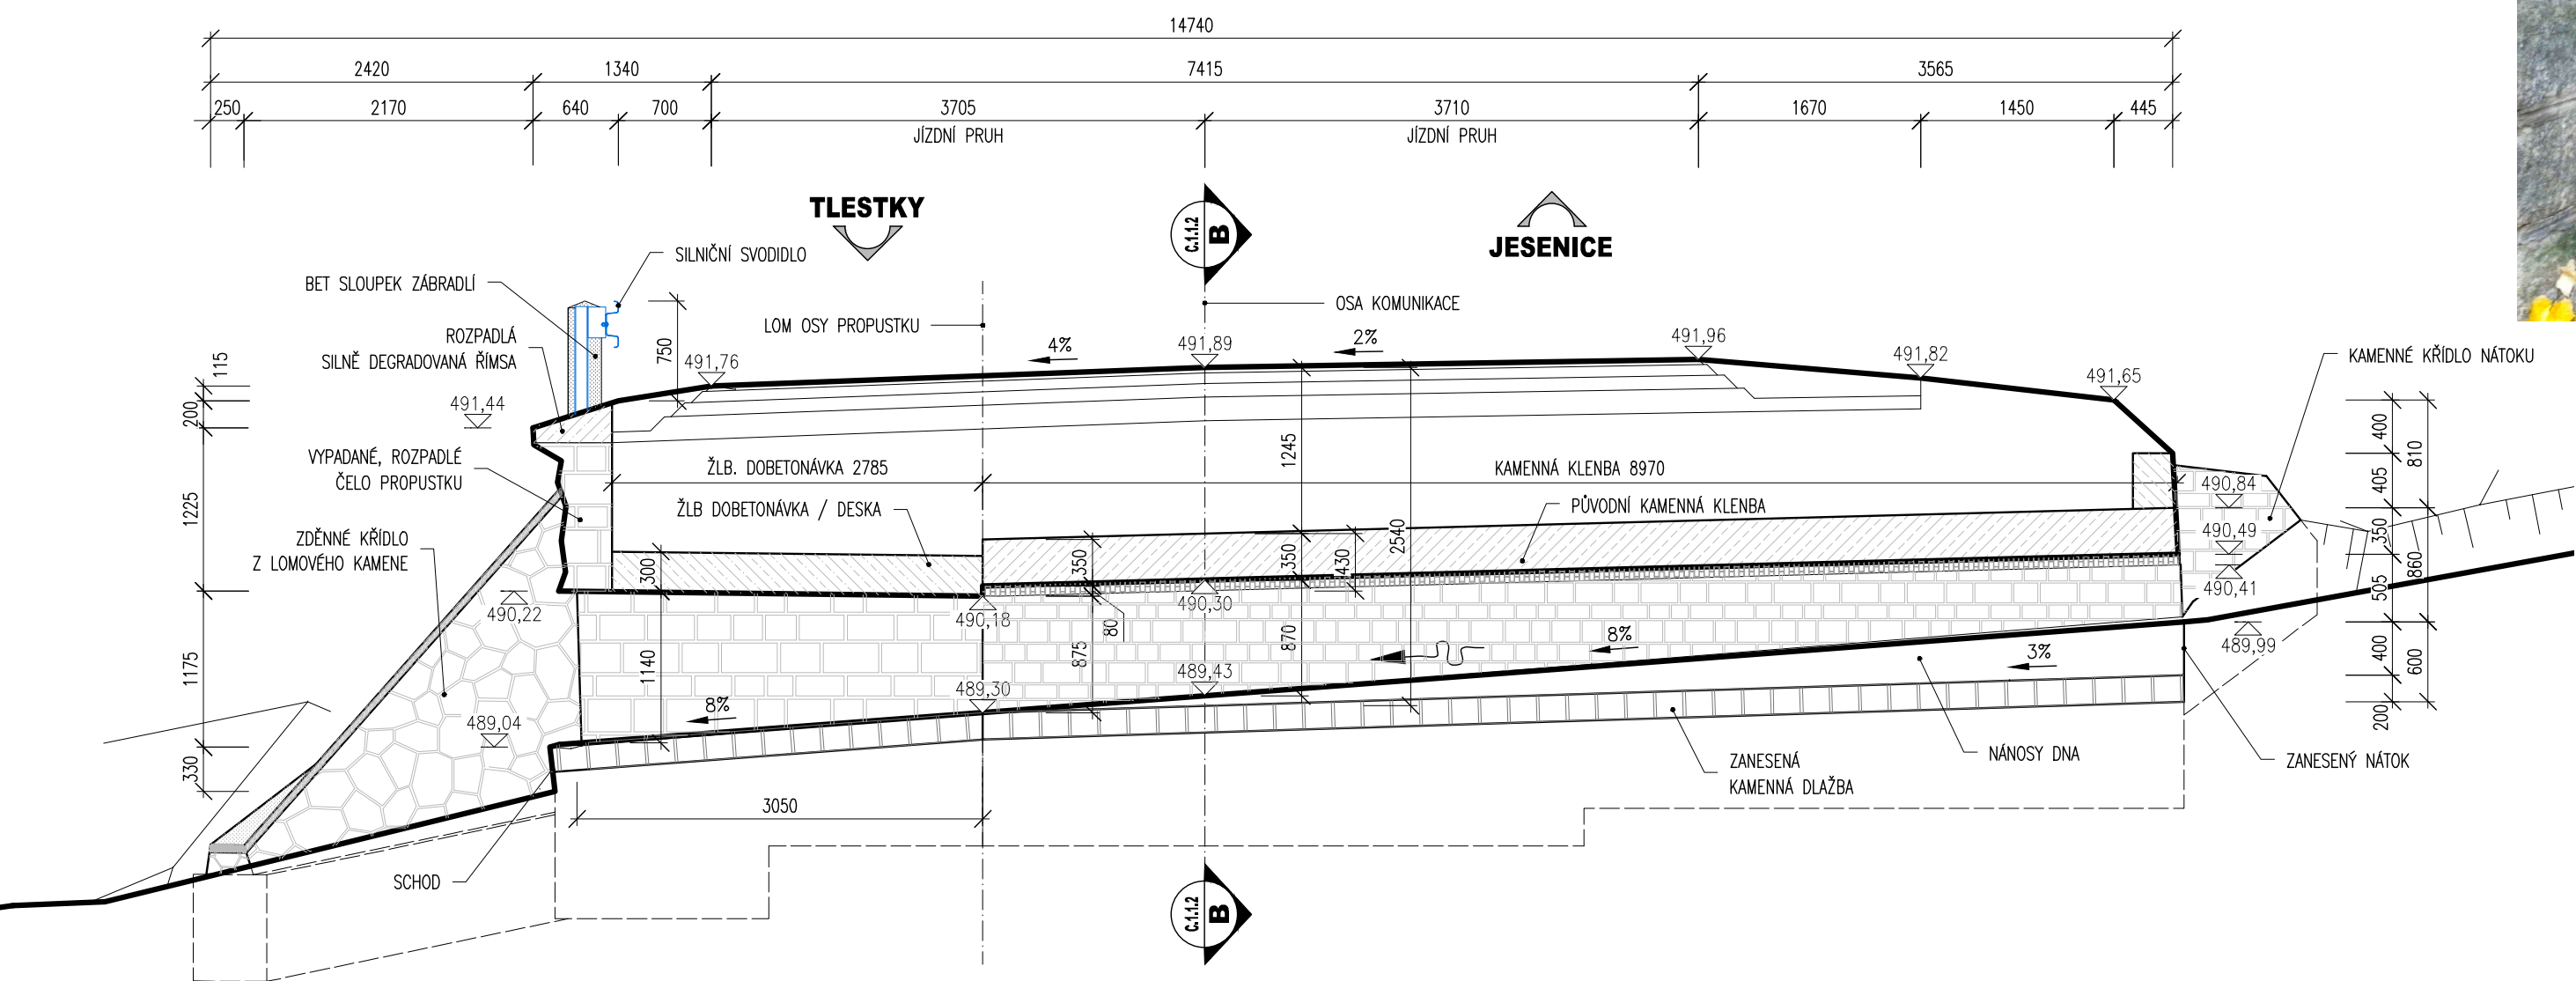 14740
2420 1340 7415 3565
250 2170 640 700 3705 3710 1670 1450 445
JÍZDNÍ PRUH JÍZDNÍ PRUH
TLESTKY
C.1.1.2 B
JESENICE
SILNIČNÍ SVODIDLO
BET SLOUPEK ZÁBRADLÍ
OSA KOMUNIKACE
LOM OSY PROPUSTKU
ROZPADLÁ
SILNĚ DEGRADOVANÁ ŘÍMSA
750
491,76
4%
491,89
2%
491,96
491,82
491,65
KAMENNÉ KŘÍDLO NÁTOKU
115
200
1225
1175
330
491,44
VYPADANÉ, ROZPADLÉ
ČELO PROPUSTKU
ŽLB. DOBETONÁVKA 2785
1245
KAMENNÁ KLENBA 8970
ŽLB DOBETONÁVKA / DESKA
PŮVODNÍ KAMENNÁ KLENBA
2540
490,84
490,49
490,41
400
405
350
505
400
200
810
860
600
ZDĚNNÉ KŘÍDLO
Z LOMOVÉHO KAMENE
300
350
350
430
490,22
490,18
80
490,30
1140
875
870
8%
3%
489,99
489,43
489,30
8%
489,04
ZANESENÁ
KAMENNÁ DLAŽBA
NÁNOSY DNA
ZANESENÝ NÁTOK
3050
SCHOD
C.1.1.2 B